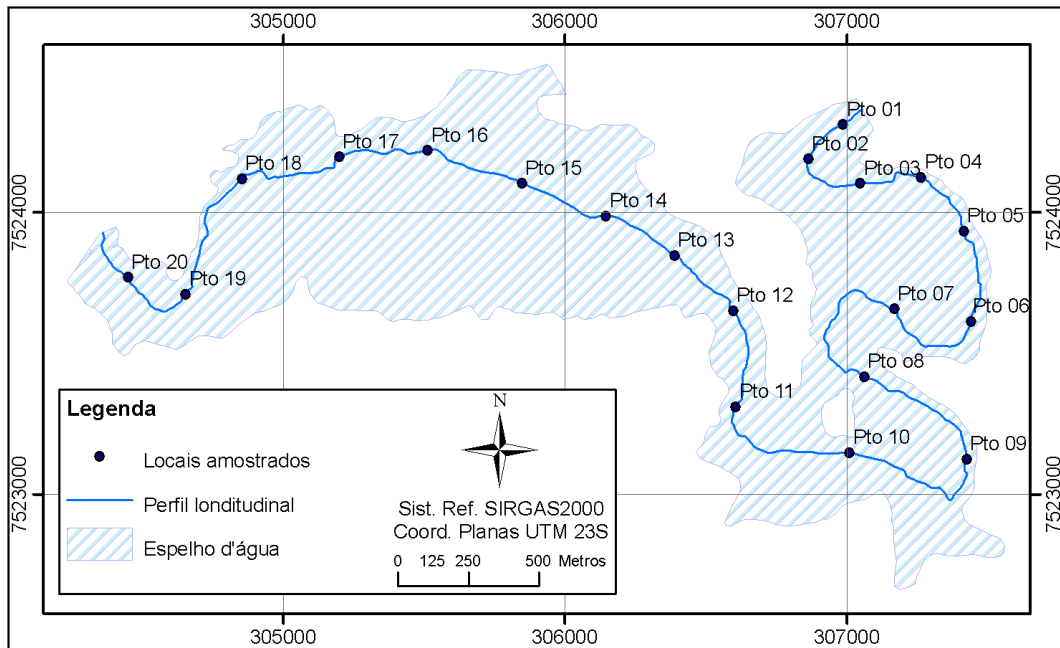 305000 306000 307000
Pto 01
Pto 02
Pto 03
Pto 04
Pto 05
Pto 06
Pto 07
Pto o8
Pto 09
Pto 10
Pto 11
Pto 12
Pto 13
Pto 14
Pto 15
Pto 16
Pto 17
Pto 18
Pto 19
Pto 20
7524000
7524000
7523000
7523000
Legenda
Locais amostrados
Perfil londitudinal
Espelho d'água
N
Sist. Ref. SIRGAS2000
Coord. Planas UTM 23S
0 125 250 500 Metros
305000 306000 307000